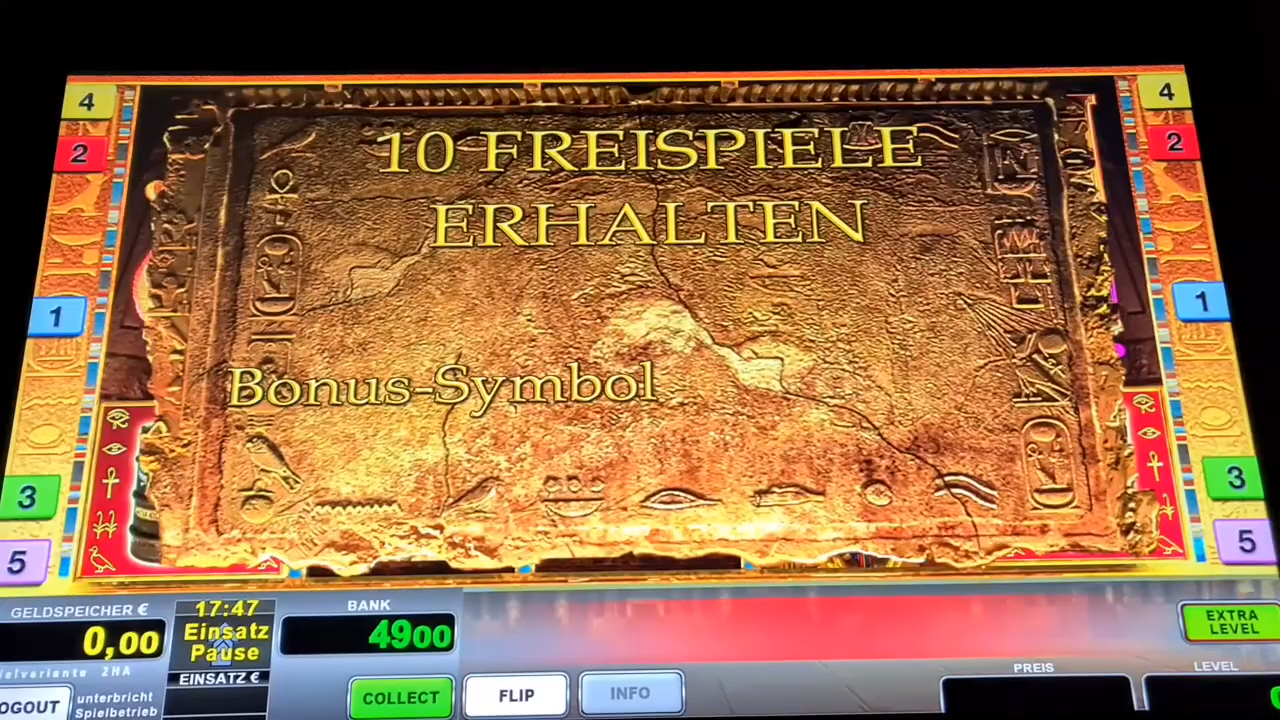 10 FREISPIELE
ERHALTEN
Bonus-Symbol
4
2
1
3
5
4
2
1
3
5
GELDSPEICHER €
0,00
17:47
Einsatz
Pause
EINSATZ €
BANK
4900
ielvariante ZHA
OGOUT
unterbricht
Spielbetrieb
COLLECT
FLIP
INFO
EXTRA
LEVEL
PREIS
LEVEL